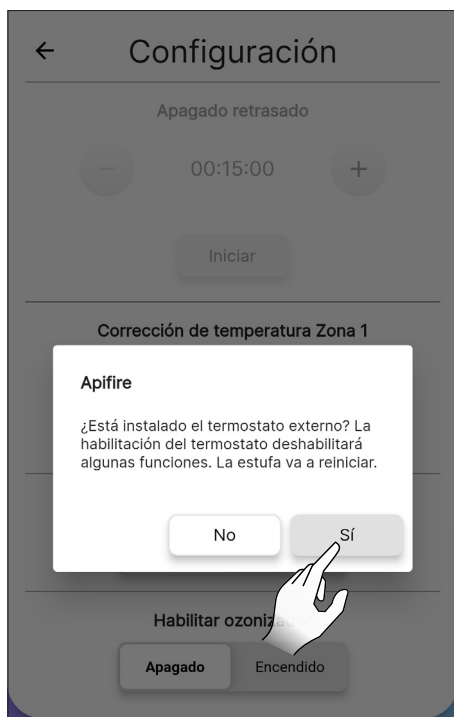 Configuración
Apagado retrasado
00:15:00
Iniciar
Corrección de temperatura Zona 1
Apifire
¿Está instalado el termostato externo? La
habilitación del termostato deshabilitará
algunas funciones. La estufa va a reiniciar.
No
Sí
Habilitar
Apagado
Encendido